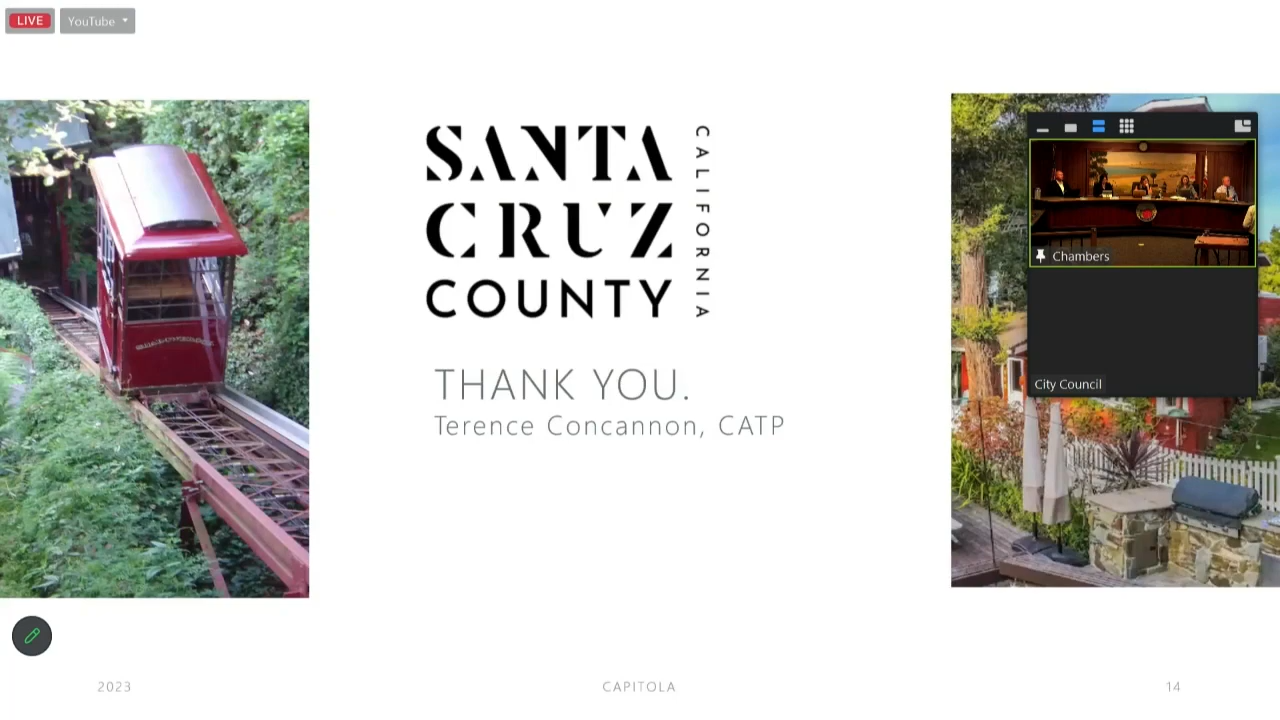 LIVE
YouTube
SANTA
CRUZ
COUNTY
CALIFORNIA
THANK YOU.
Terence Concannon, CATP
Chambers
City Council
2023
CAPITOLA
14